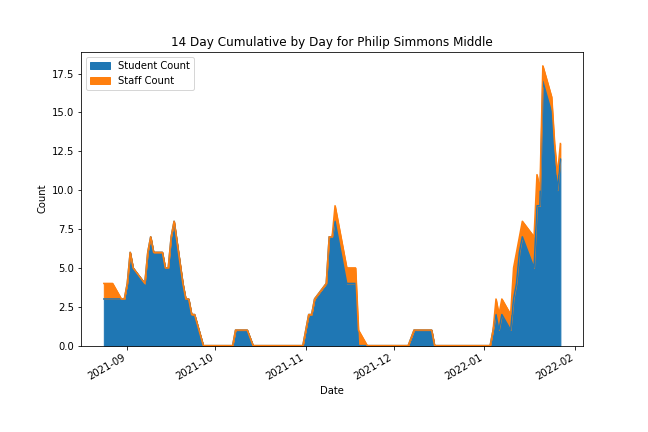 14 Day Cumulative by Day for Philip Simmons Middle
Student Count
Staff Count
17.5
15.0
12.5
10.0
7.5
5.0
2.5
0.0
Count
2021-09
2021-10
2021-11
2021-12
2022-01
2022-02
Date